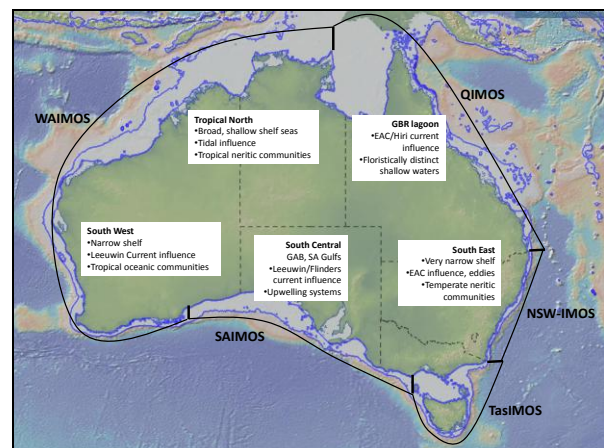 WAIMOS
Tropical North
•Broad, shallow shelf seas
•Tidal influence
•Tropical neritic communities
GBR lagoon
•EAC/Hiri current
influence
•Floristically distinct
shallow waters
QIMOS
South West
•Narrow shelf
•Leeuwin Current influence
•Tropical oceanic communities
South Central
GAB, SA Gulfs
•Leeuwin/Flinders
current influence
•Upwelling systems
South East
•Very narrow shelf
•EAC influence, eddies
•Temperate neritic
communities
NSW-IMOS
SAIMOS
TasIMOS